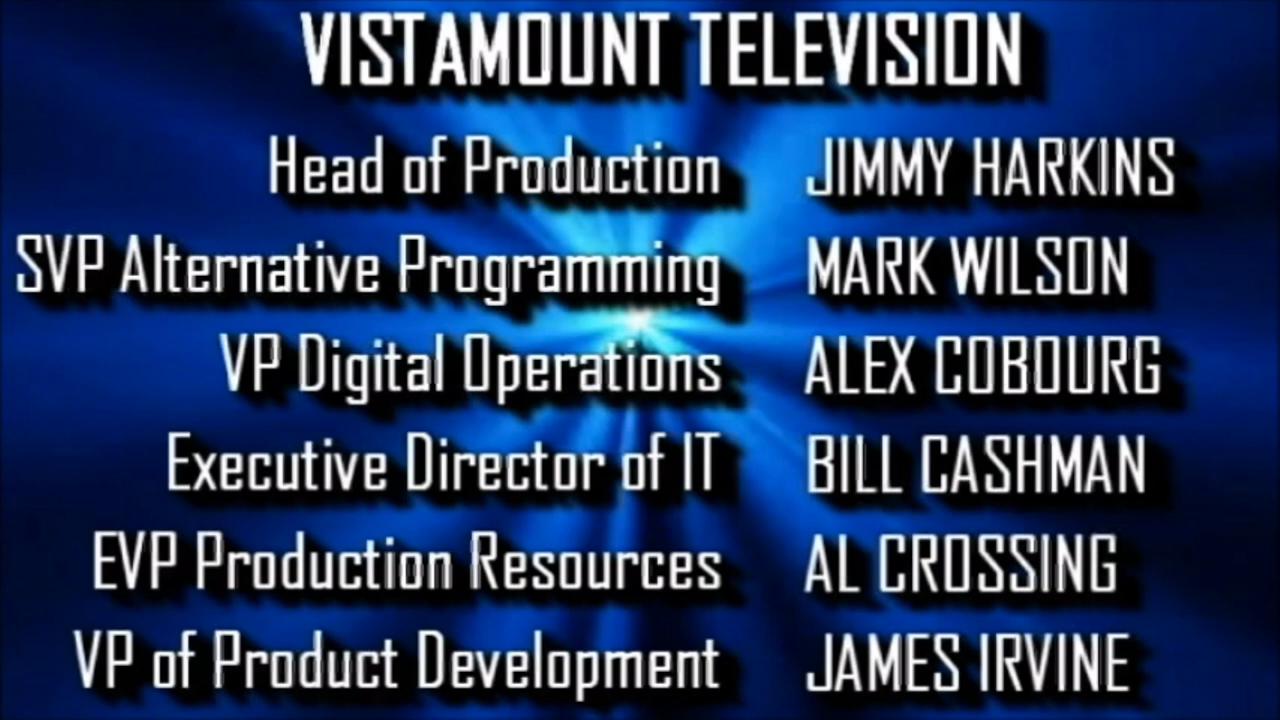 VISTAMOUNT TELEVISION
Head of Production JIMMY HARKINS
SVP Alternative Programming MARK WILSON
VP Digital Operations ALEX COBOURG
Executive Director of IT BILL CASHMAN
EVP Production Resources AL CROSSING
VP of Product Development JAMES IRVINE